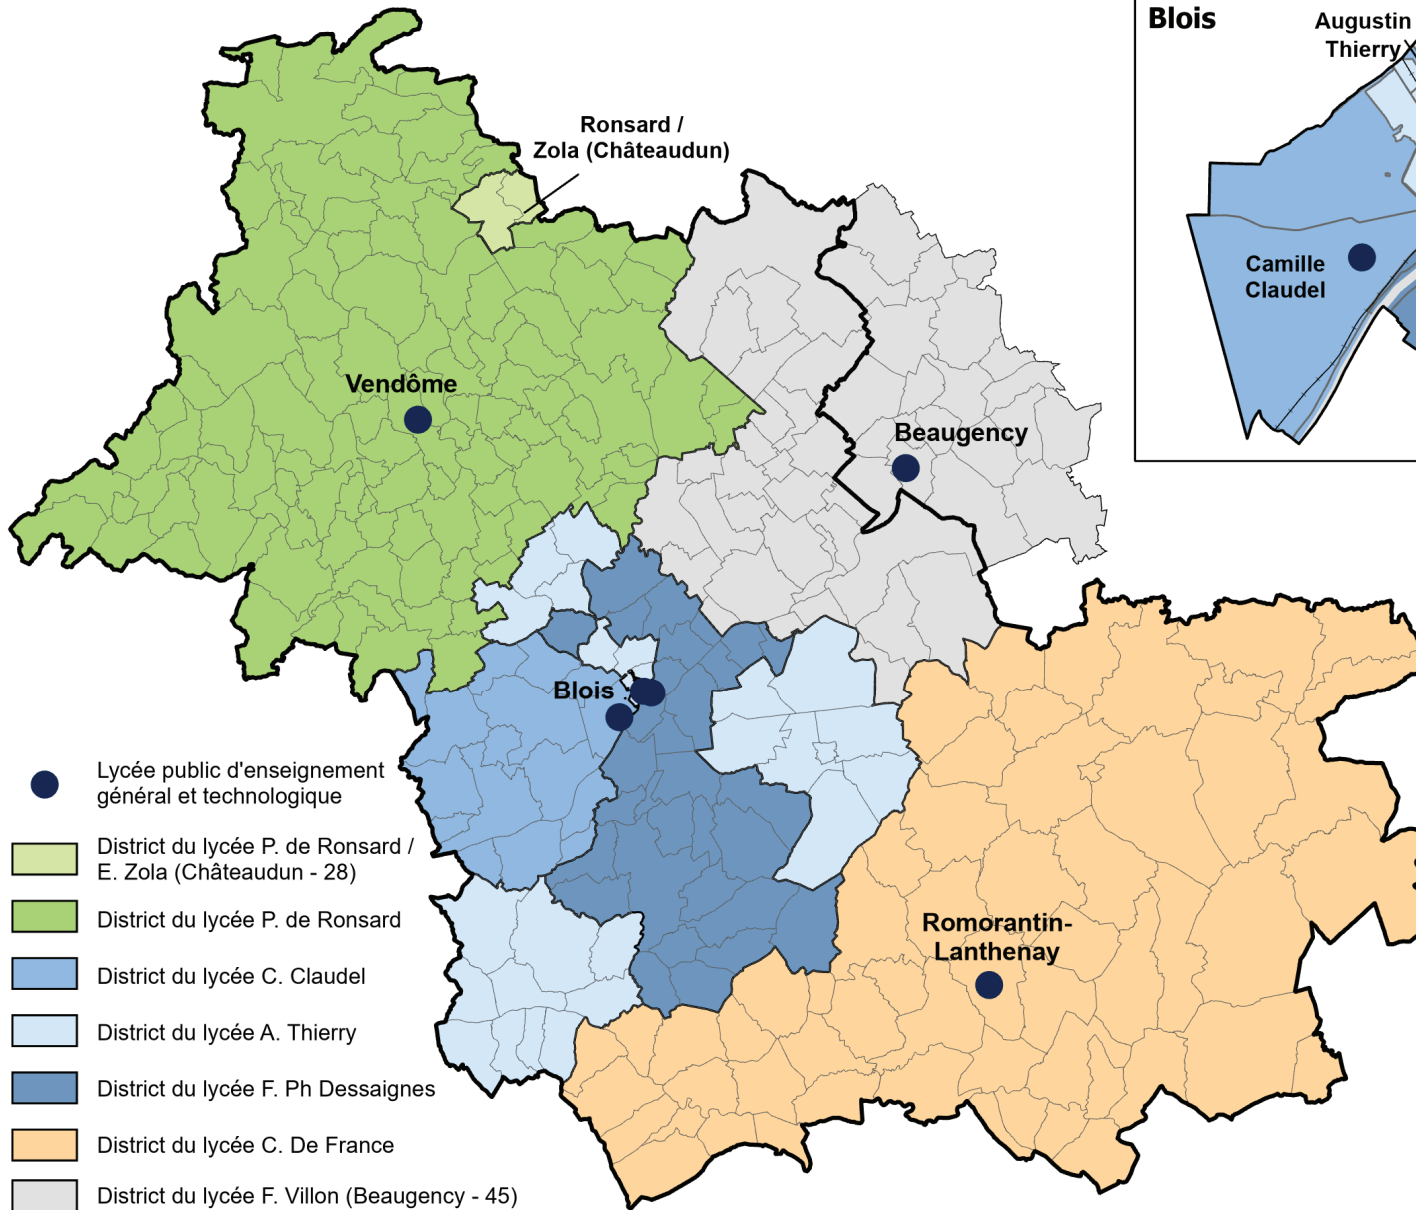 Blois
Augustin
Thierry
Camille
Claudel
Ronsard /
Zola (Châteaudun)
Vendôme
Beaugency
Blois
Romorantin-
Lanthenay
Lycée public d'enseignement
général et technologique
District du lycée P. de Ronsard /
E. Zola (Châteaudun - 28)
District du lycée P. de Ronsard
District du lycée C. Claudel
District du lycée A. Thierry
District du lycée F. Ph Dessaignes
District du lycée C. De France
District du lycée F. Villon (Beaugency - 45)